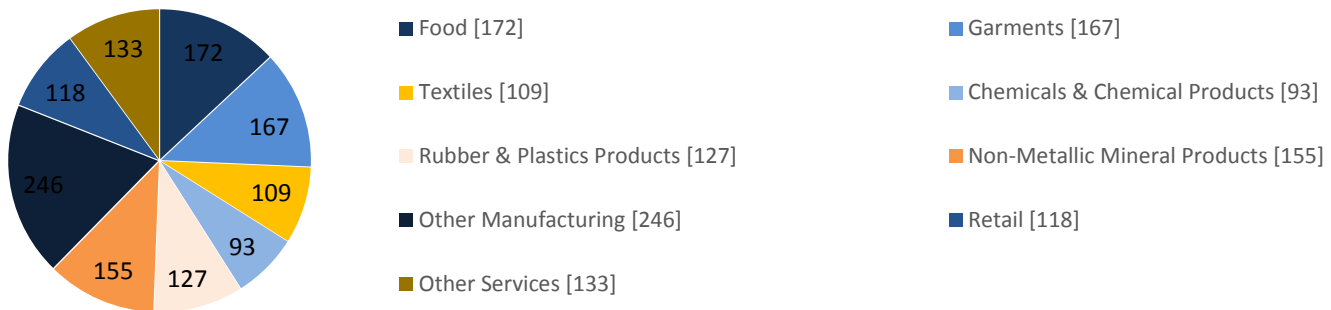 172
167
109
93
127
155
246
118
133
Food [172]
Garments [167]
Textiles [109]
Chemicals & Chemical Products [93]
Rubber & Plastics Products [127]
Non-Metallic Mineral Products [155]
Other Manufacturing [246]
Retail [118]
Other Services [133]